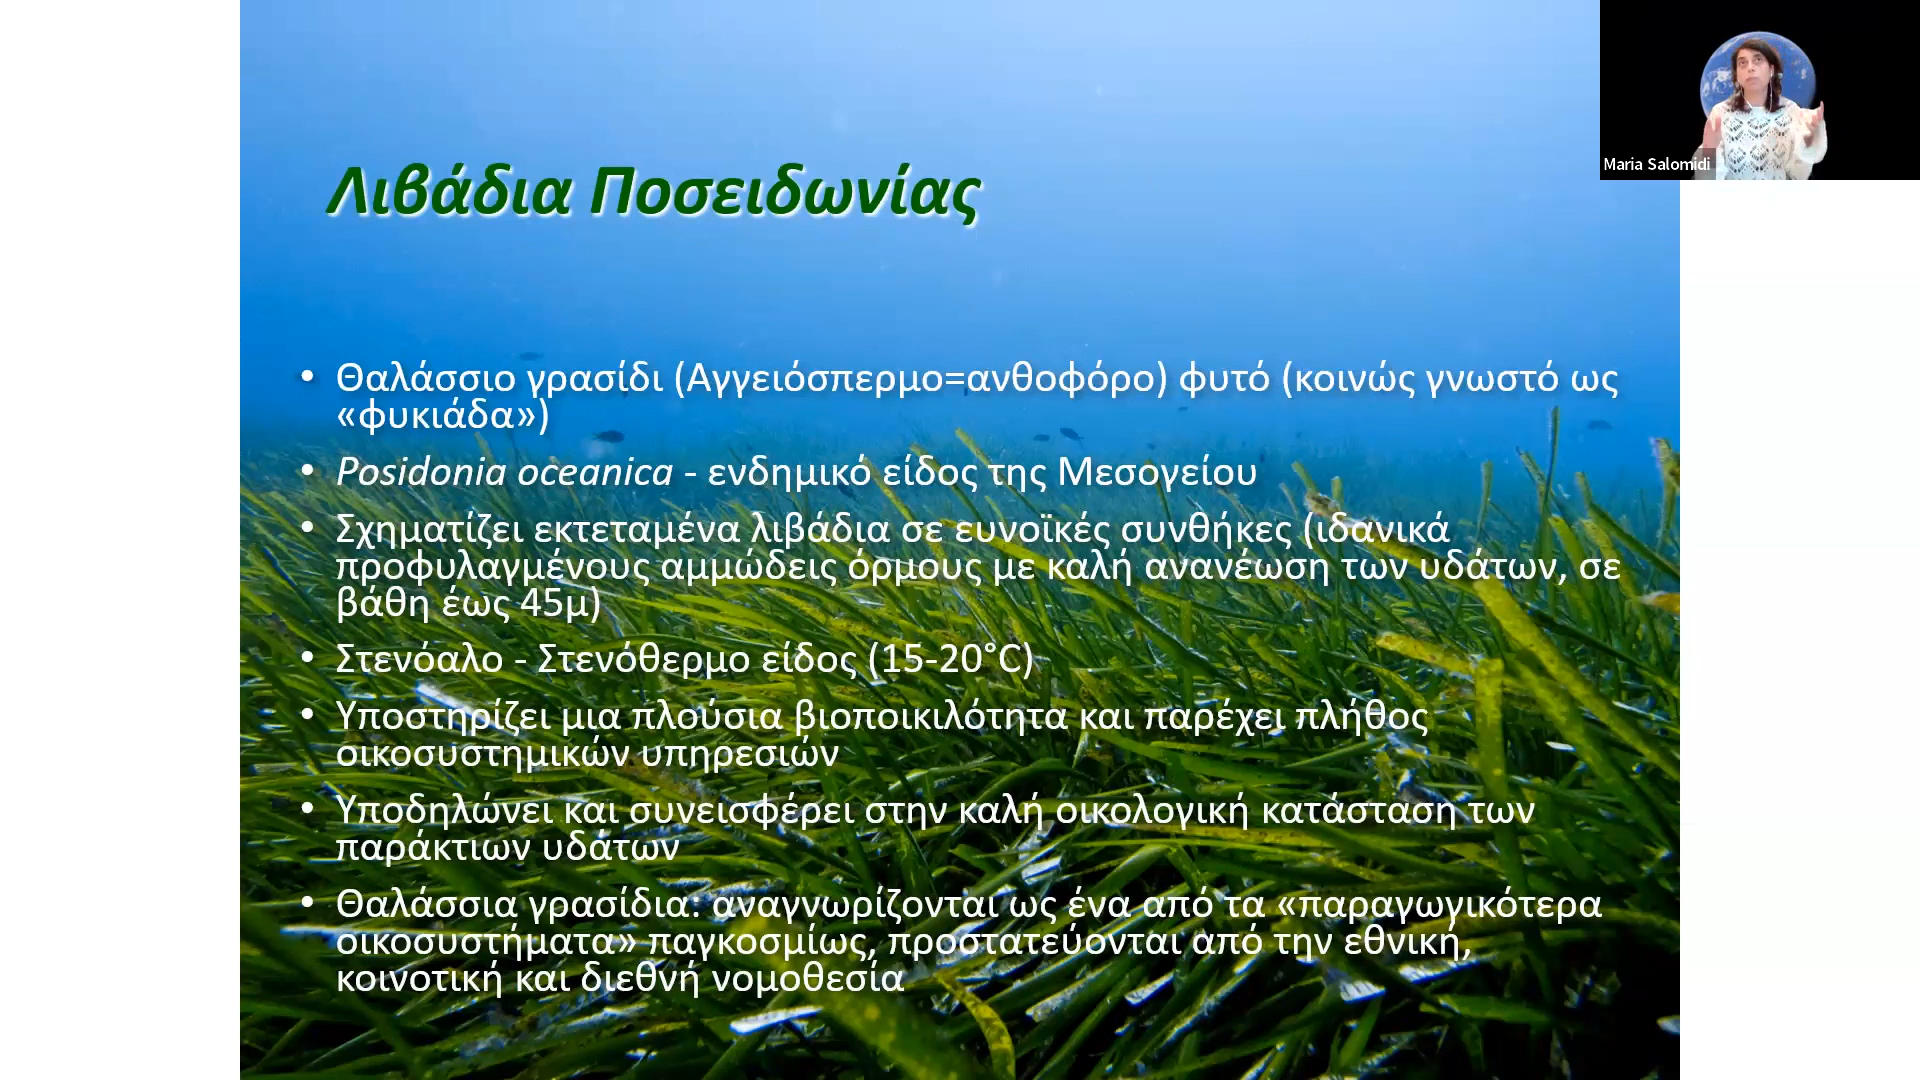 Λιβάδια Ποσειδωνίας
Maria Salomidi
• Θαλάσσιο γρασίδι (Αγγειόσπερμο=ανθοφόρο) φυτό (κοινώς γνωστό ως
«φυκιάδα»)
• Posidonia oceanica - ενδημικό είδος της Μεσογείου
• Σχηματίζει εκτεταμένα λιβάδια σε ευνοϊκές συνθήκες (ιδανικά
προφυλαγμένους αμμώδεις όρμους με καλή ανανέωση των υδάτων, σε
βάθη έως 45μ)
• Στενόαλο - Στενόθερμο είδος (15-20°C)
• Υποστηρίζει μια πλούσια βιοποικιλότητα και παρέχει πλήθος
οικοσυστημικών υπηρεσιών
• Υποδηλώνει και συνεισφέρει στην καλή οικολογική κατάσταση των
παράκτιων υδάτων
• Θαλάσσια γρασίδια: αναγνωρίζονται ως ένα από τα «παραγωγικότερα
οικοσυστήματα» παγκοσμίως, προστατεύονται από την εθνική,
κοινοτική και διεθνή νομοθεσία